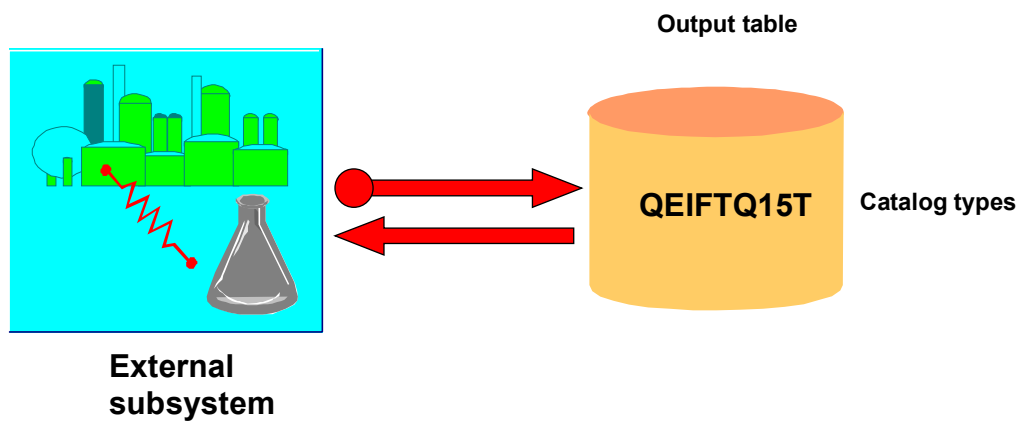 Output table
QEIFTQ15T
Catalog types
External
subsystem